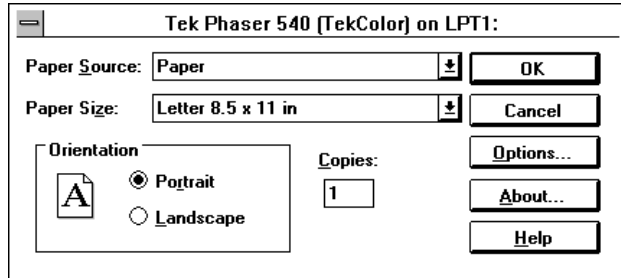 Tek Phaser 540 (TekColor) on LPT1:
Paper Source: Paper
OK
Paper Size: Letter 8.5 x 11 in
Cancel
Orientation
A
Portrait
Landscape
Copies:
1
Options...
About...
Help